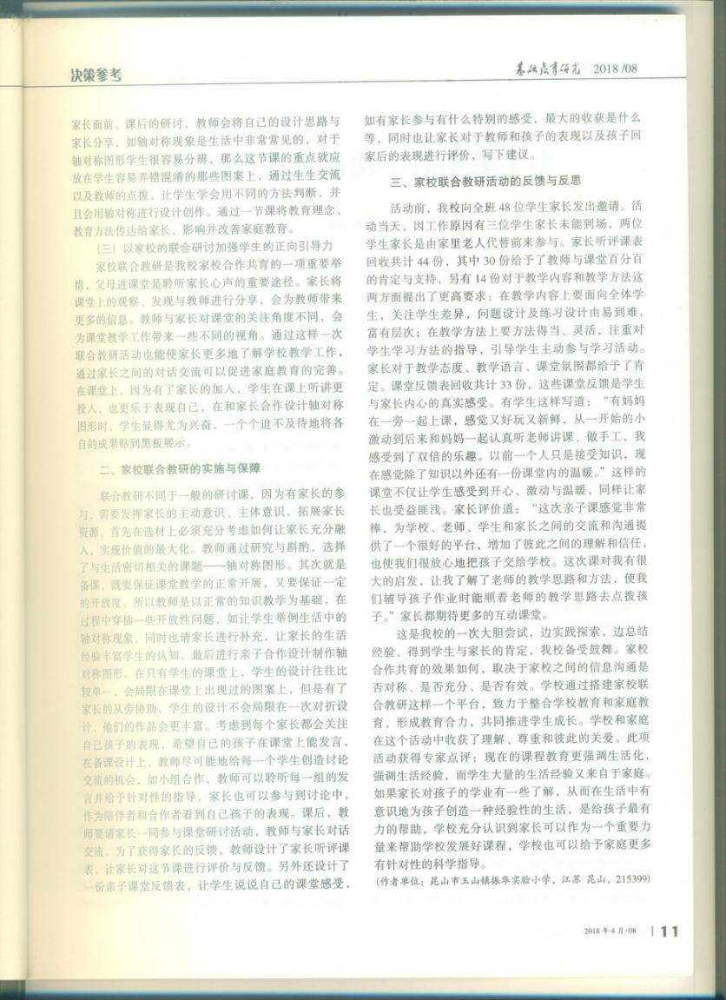 决策参考
基础教育研究 2018/08
家长面前。课后的研讨，教师会将自己的设计思路与
家长分享，如轴对称现象是生活中非常常见的，对于
轴对称图形学生很容易分辨，那么这节课的重点就应
放在学生容易弄错混淆的那些图案上，通过生生交流
以及教师的点拨，让学生学会用不同的方法判断，并
且会用轴对称进行设计创作。通过一节课将教育理念、
教育方法传达给家长，影响并改善家庭教育。
（三）以家校的联合研讨加强学生的正向引导力
家校联合教研是我校家校合作共育的一项重要举
措，父母进课堂是聆听家长心声的重要途径。家长将
课堂上的观察、发现与教师进行分享，会为教师带来
更多的信息。教师与家长对课堂的关注角度不同，会
为课堂教学工作带来一些不同的视角。通过这样一次
联合教研活动也能使家长更多地了解学校教学工作，
通过家长之间的对话交流可以促进家庭教育的完善。
在课堂上，因为有了家长的加入，学生在课上听讲更
投入，也更乐于表现自己，在和家长合作设计轴对称
图形时，学生显得尤为兴奋，一个个迫不及待地将各
自的成果贴到黑板展示。
二、家校联合教研的实施与保障
联合教研不同于一般的研讨课，因为有家长的参
与，需要发挥家长的主动意识、主体意识，拓展家长
资源。首先在选材上必须充分考虑如何让家长充分融
入，实现价值的最大化。教师通过研究与斟酌，选择
了与生活密切相关的课题——轴对称图形。其次就是
备课，既要保证课堂教学的正常开展，又要保证一定
的开放度。所以教师是以正常的知识教学为基础，在
过程中穿插一些开放性问题，如让学生举例生活中的
轴对称现象，同时也请家长进行补充，让家长的生活
经验丰富学生的认知。最后进行亲子合作设计制作轴
对称图形。在只有学生的课堂上，学生的设计往往比
较单一，会局限在课堂上出现过的图案上，但是有了
家长的从旁协助，学生的设计不会局限在一次对折设
计，他们的作品会更丰富。考虑到每个家长都会关注
自己孩子的表现，希望自己的孩子在课堂上能发言，
在备课设计上，教师尽可能地给每一个学生创造讨论
交流的机会，如小组合作，教师可以聆听每一组的发
言并给予针对性的指导，家长也可以参与到讨论中，
作为陪伴者和合作者看到自己孩子的表现。课后，教
师要请家长一同参与课堂研讨活动，教师与家长对话
交流。为了获得家长的反馈，教师设计了家长听评课
表，让家长对这节课进行评价与反馈。另外还设计了
一份亲子课堂反馈表，让学生说说自己的课堂感受，
如有家长参与有什么特别的感受，最大的收获是什么
等，同时也让家长对于教师和孩子的表现以及孩子回
家后的表现进行评价，写下建议。
三、家校联合教研活动的反馈与反思
活动前，我校向全班 48 位学生家长发出邀请。活
动当天，因工作原因有三位学生家长未能到场，两位
学生家长是由家里老人代替前来参与。家长听评课表
回收共计 44 份，其中 30 份给予了教师与课堂百分百
的肯定与支持，另有 14 份对于教学内容和教学方法这
两方面提出了更高要求：在教学内容上要面向全体学
生，关注学生差异，问题设计及练习设计由易到难，
富有层次；在教学方法上要方法得当、灵活，注重对
学生学习方法的指导，引导学生主动参与学习活动。
家长对于教学态度、教学语言、课堂氛围都给予了肯
定。课堂反馈表回收共计 33 份，这些课堂反馈是学生
与家长内心的真实感受。有学生这样写道：“有妈妈
在一旁一起上课，感觉又好玩又新鲜，从一开始的小
激动到后来和妈妈一起认真听老师讲课、做手工，我
感受到了双倍的乐趣。以前一个人只是接受知识，现
在感觉除了知识以外还有一份课堂内的温暖。”这样的
课堂不仅让学生感受到开心、激动与温暖，同样让家
长也受益匪浅。家长评价道：“这次亲子课感觉非常
棒，为学校、老师、学生和家长之间的交流和沟通提
供了一个很好的平台，增加了彼此之间的理解和信任，
也使我们很放心地把孩子交给学校。这次课对我有很
大的启发，让我了解了老师的教学思路和方法，使我
们辅导孩子作业时能顺着老师的教学思路去点拨孩
子。”家长都期待更多的互动课堂。
这是我校的一次大胆尝试，边实践探索，边总结
经验，得到学生与家长的肯定，我校备受鼓舞。家校
合作共育的效果如何，取决于家校之间的信息沟通是
否对称、是否充分、是否有效。学校通过搭建家校联
合教研这样一个平台，致力于整合学校教育和家庭教
育，形成教育合力，共同推进学生成长。学校和家庭
在这个活动中收获了理解、尊重和彼此的关爱。此项
活动获得专家点评：现在的课程教育更强调生活化，
强调生活经验，而学生大量的生活经验又来自于家庭。
如果家长对孩子的学业有一些了解，从而在生活中有
意识地为孩子创造一种经验性的生活，是给孩子最有
力的帮助，学校充分认识到家长可以作为一个重要力
量来帮助学校发展好课程，学校也可以给予家庭更多
有针对性的科学指导。
(作者单位：昆山市玉山镇振华实验小学，江苏 昆山，215399)
2018 年 4 月·08 | 11